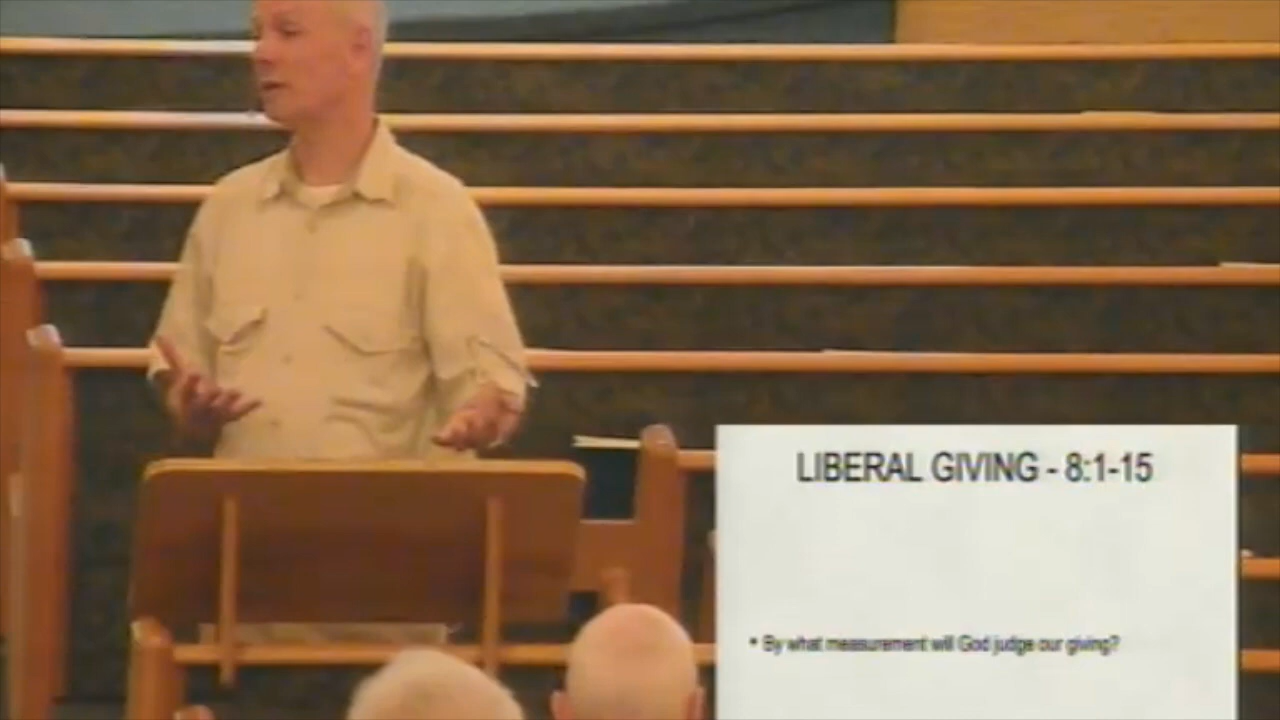 LIBERAL GIVING - 8:1-15
• By what measurement will God judge our giving?